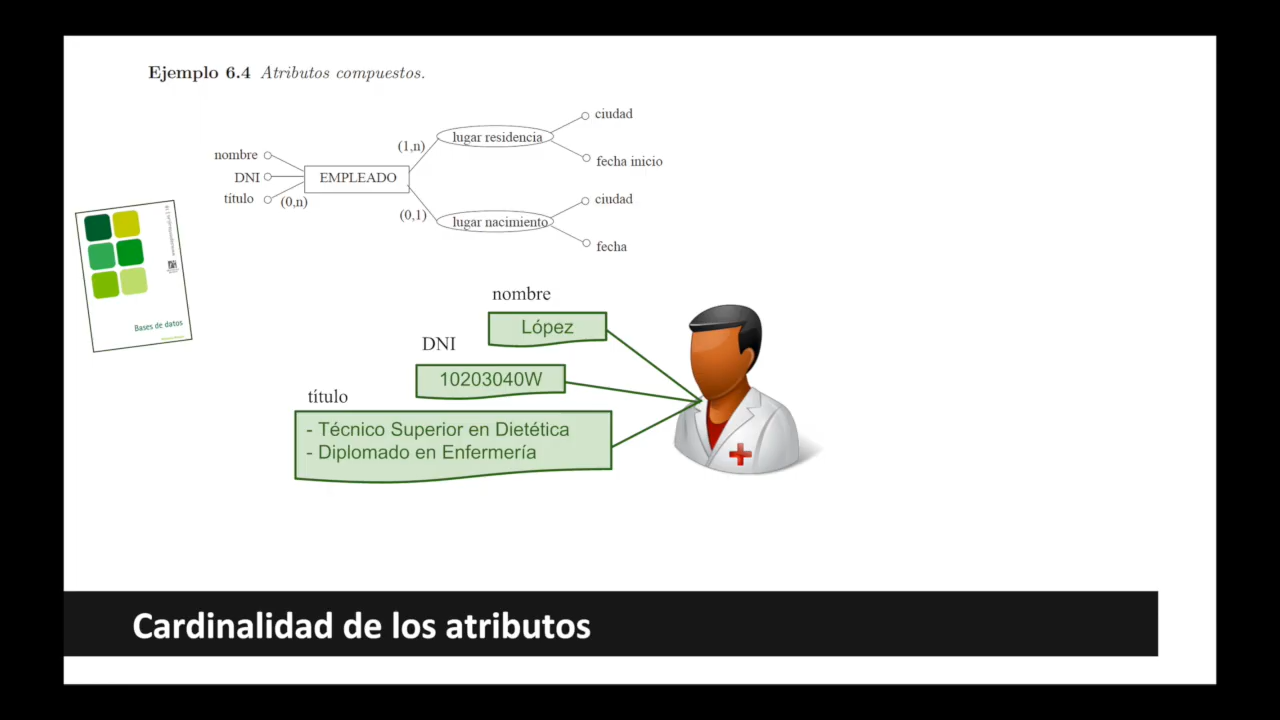 Ejemplo 6.4 Atributos compuestos.
ciudad
lugar residencia
(1,n)
fecha inicio
nombre
DNI
EMPLEADO
título
(0,n)
ciudad
(0,1)
lugar nacimiento
fecha
Bases de datos
nombre
López
DNI
10203040W
título
- Técnico Superior en Dietética
- Diplomado en Enfermería
Cardinalidad de los atributos